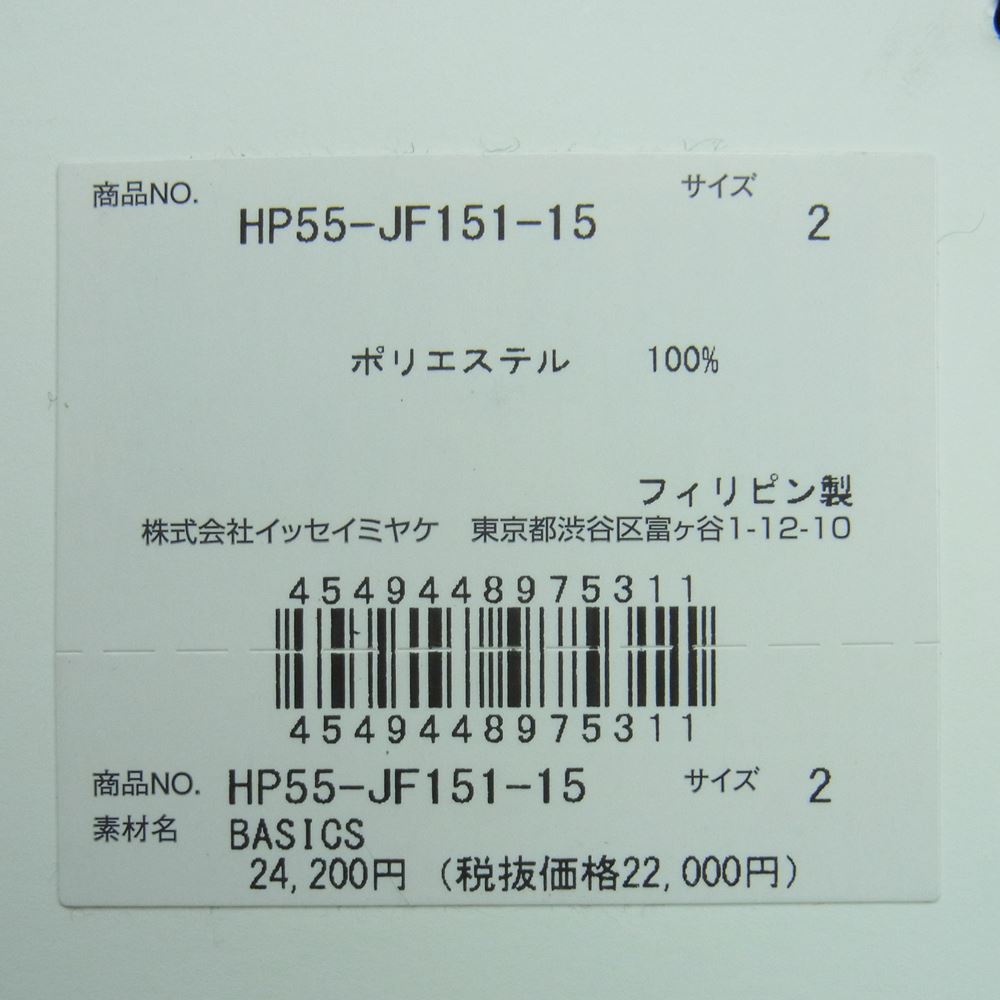 商品NO. サイズ
HP55-JF151-15 2
ポリエステル 100%
フィリピン製
株式会社イッセイミヤケ 東京都渋谷区富ヶ谷1-12-10
4549448975311
4549448975311
商品NO. HP55-JF151-15 サイズ 2
素材名 BASICS
24,200円 (税抜価格22,000円)